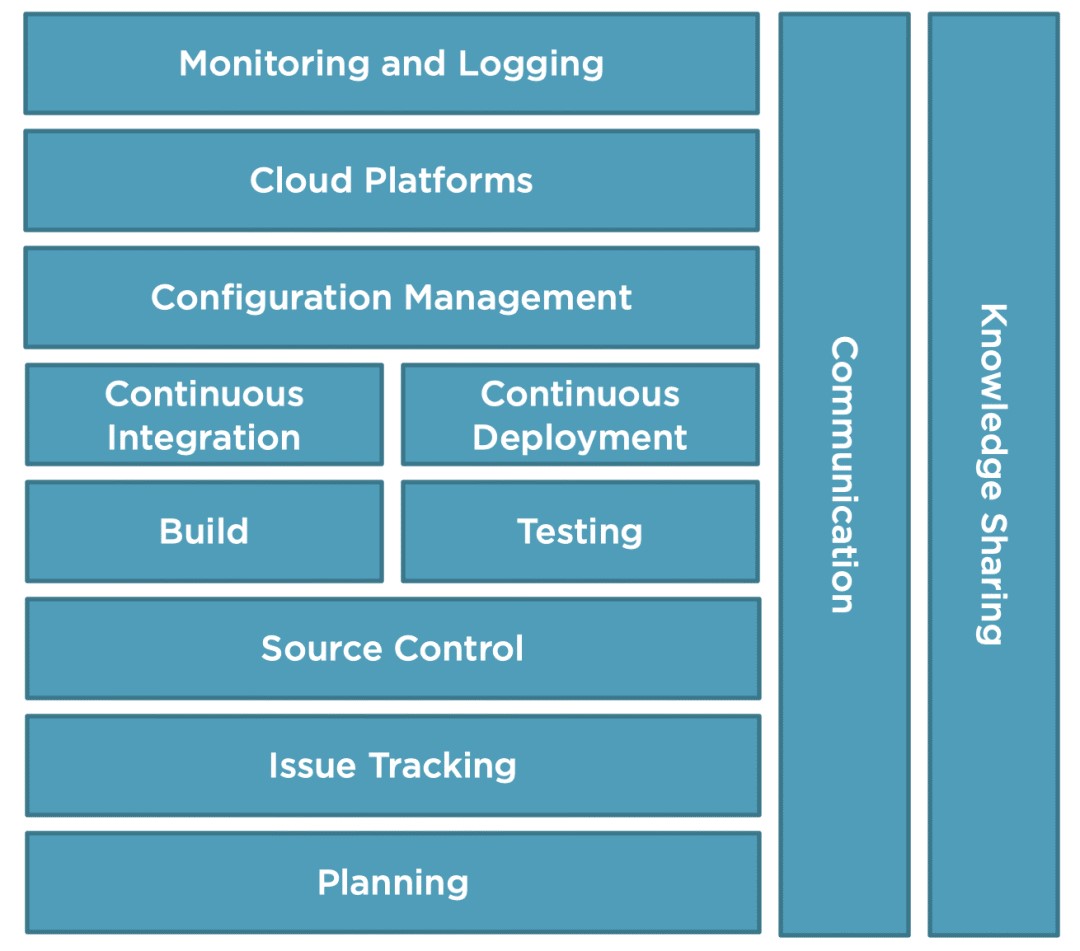 Monitoring and Logging
Cloud Platforms
Configuration Management
Continuous
Integration
Continuous
Deployment
Build
Testing
Source Control
Issue Tracking
Planning
Communication
Knowledge Sharing